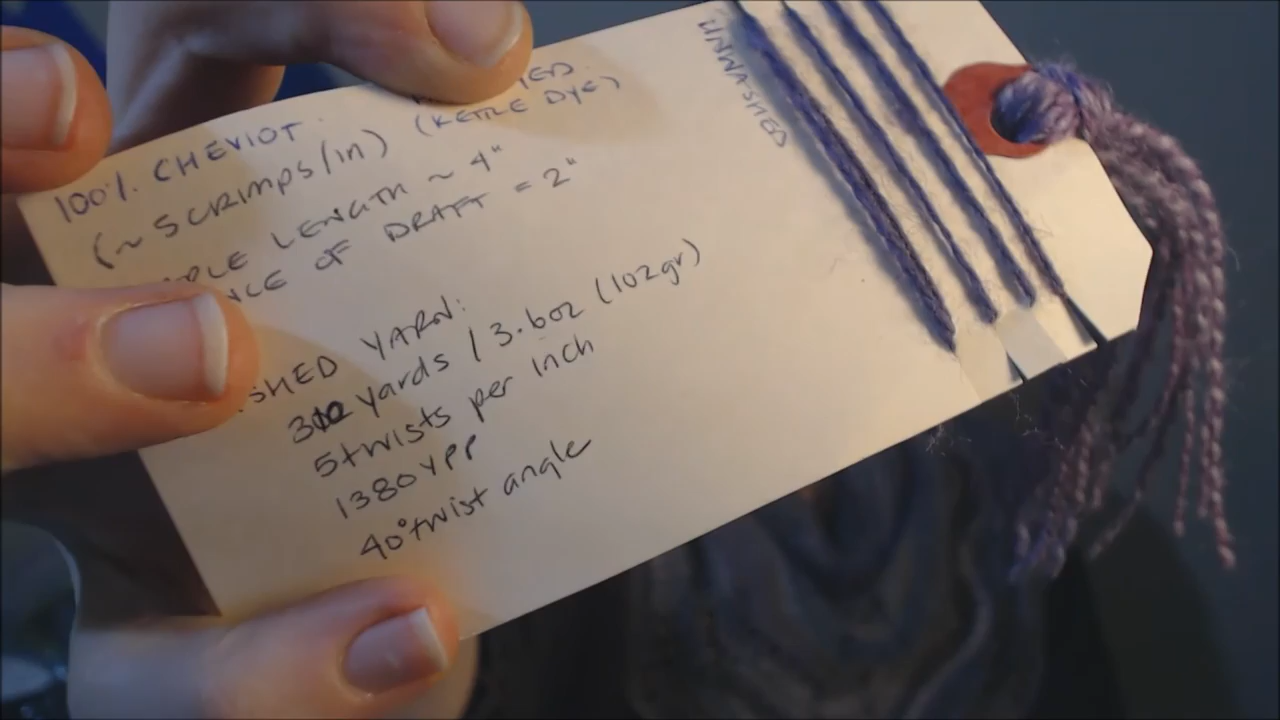 100% CHEVIOT.
(~ 5 CRIMPS/IN)
(KETTLE DYE)
LENGTH ~ 4"
OF DRAFT = 2"
YARN:
310 yards / 3.6oz (102gr)
5 twists per inch
1380 YPP
40° twist angle
UNWASHED